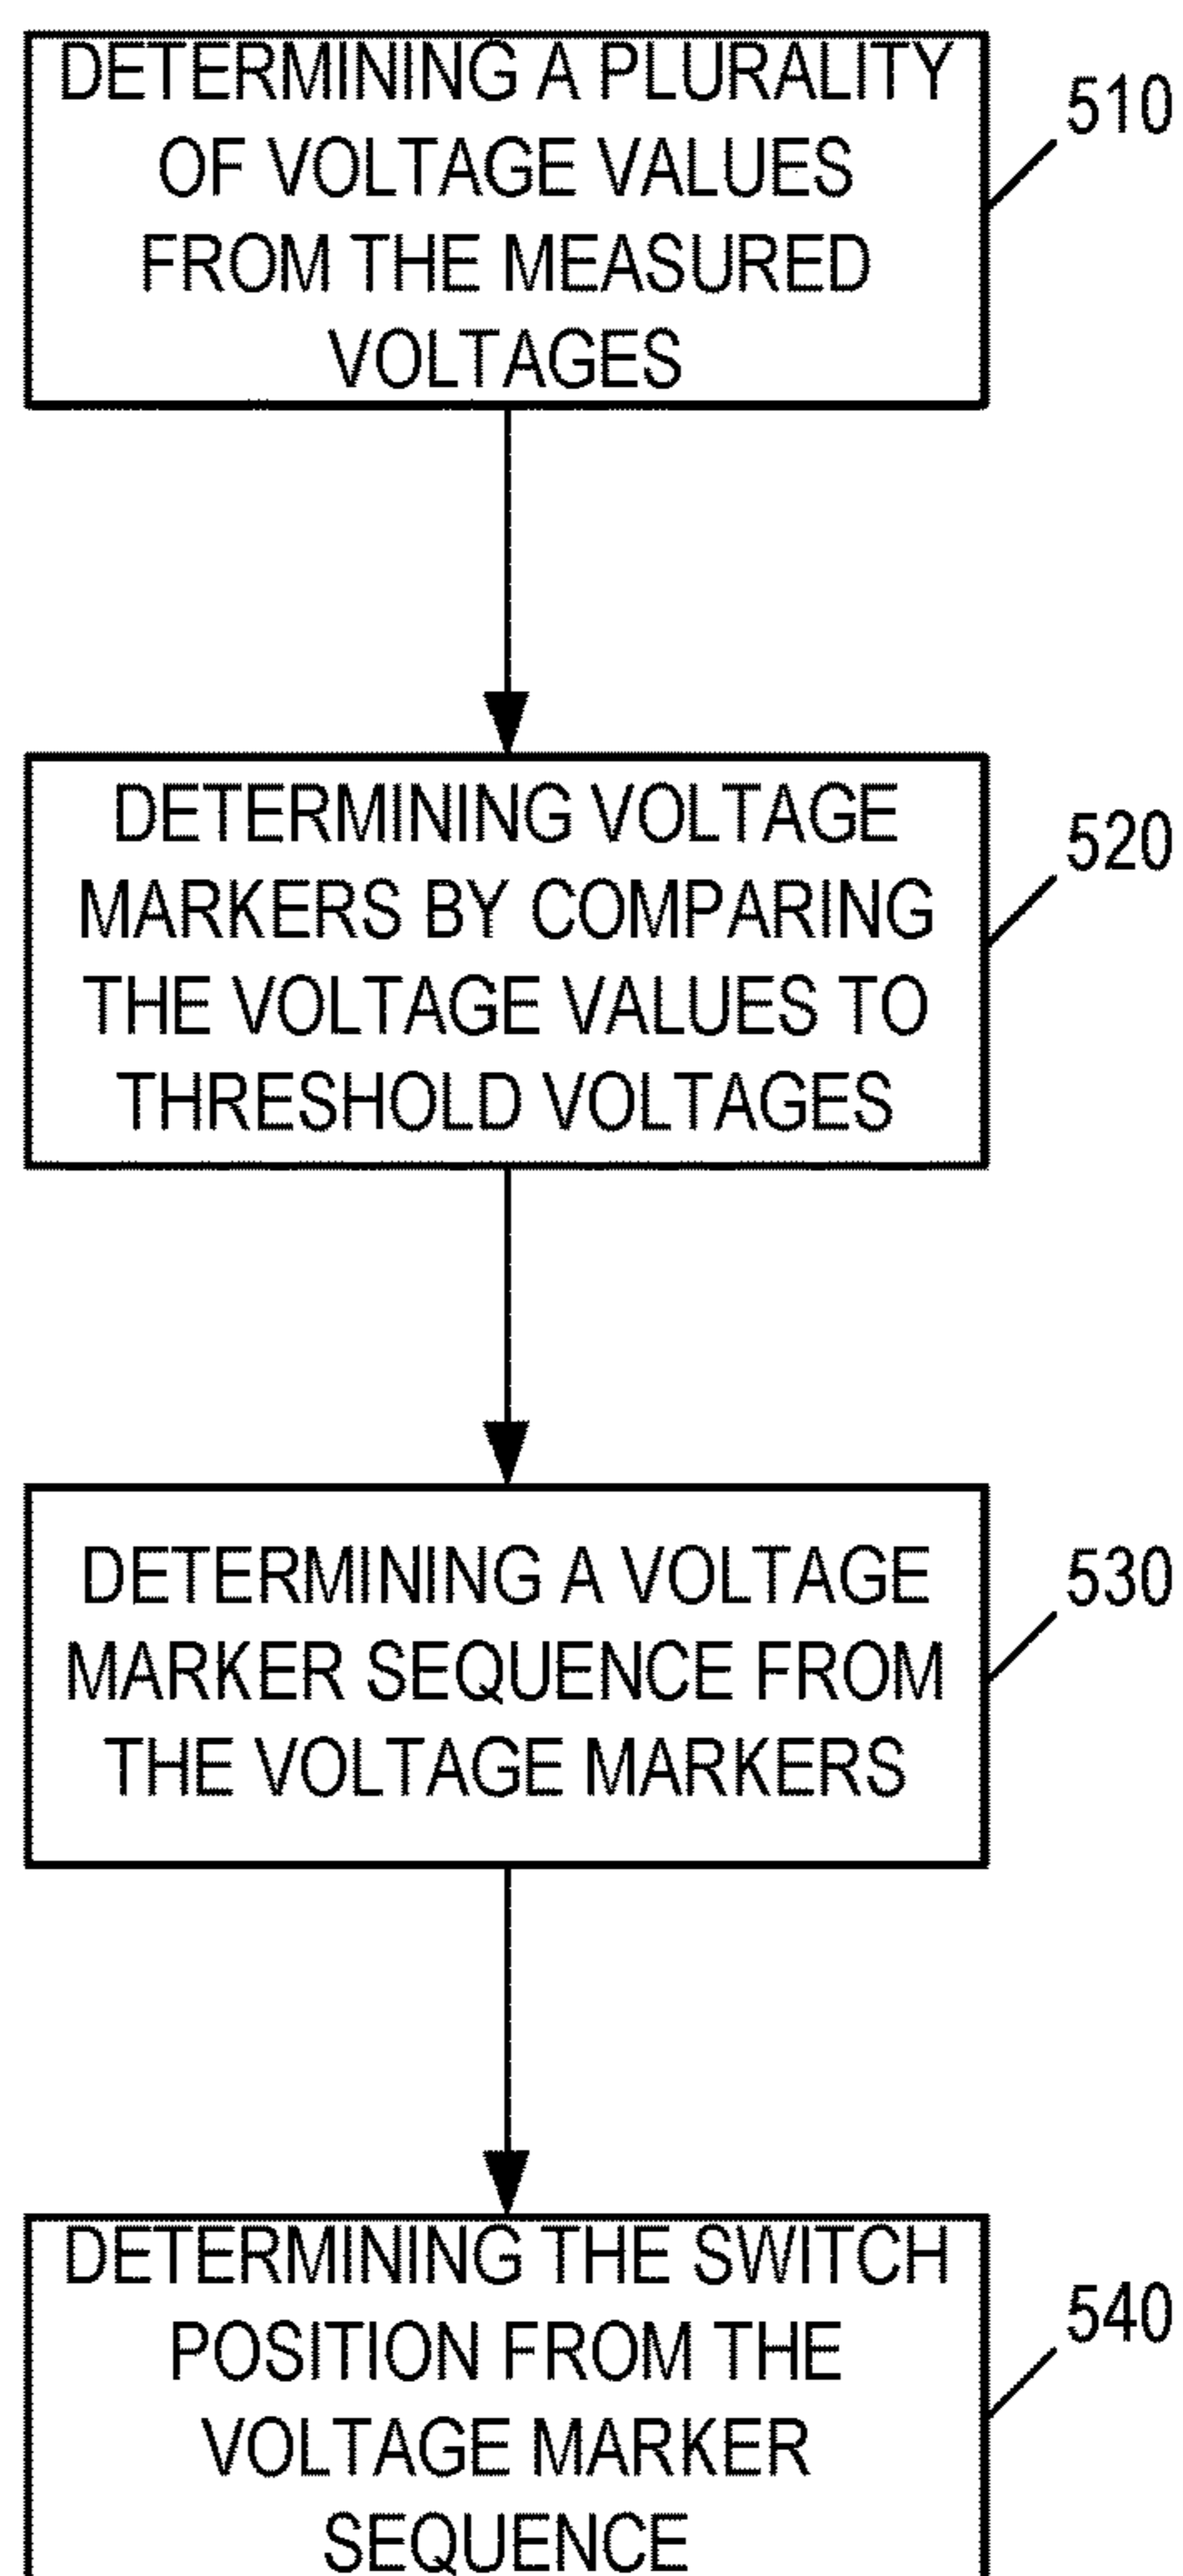 DETERMINING A PLURALITY
OF VOLTAGE VALUES
FROM THE MEASURED
VOLTAGES
510
DETERMINING VOLTAGE
MARKERS BY COMPARING
THE VOLTAGE VALUES TO
THRESHOLD VOLTAGES
520
DETERMINING A VOLTAGE
MARKER SEQUENCE FROM
THE VOLTAGE MARKERS
530
DETERMINING THE SWITCH
POSITION FROM THE
VOLTAGE MARKER
SEQUENCE
540